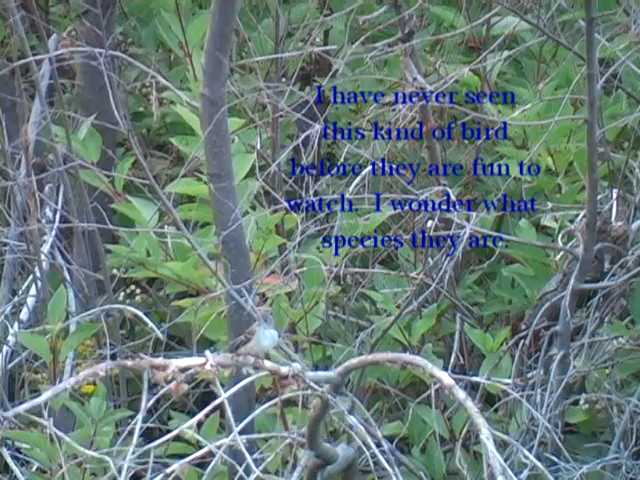 I have never seen
this kind of bird
before they are fun to
watch.  I wonder what
species they are.